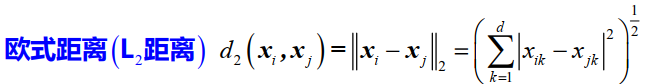 欧式距离(L₂距离) d₂(xᵢ, xⱼ) = ‖xᵢ − xⱼ‖₂ = (∑ₖ₌₁ᵈ |xᵢₖ − xⱼₖ|²)^(1/2)